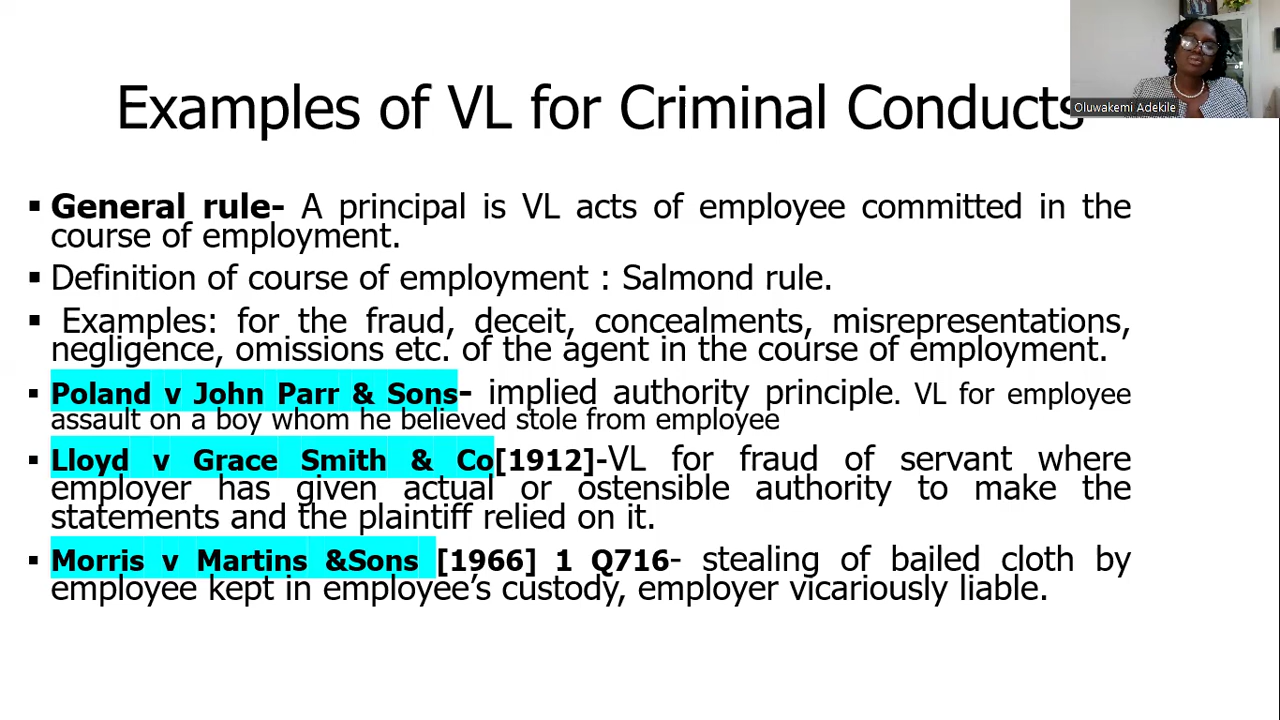 Examples of VL for Criminal Conducts
Oluwakemi Adekile
▪ General rule- A principal is VL acts of employee committed in the
course of employment.
▪ Definition of course of employment : Salmond rule.
▪ Examples: for the fraud, deceit, concealments, misrepresentations,
negligence, omissions etc. of the agent in the course of employment.
▪ Poland v John Parr & Sons- implied authority principle. VL for employee
assault on a boy whom he believed stole from employee
▪ Lloyd v Grace Smith & Co[1912]-VL for fraud of servant where
employer has given actual or ostensible authority to make the
statements and the plaintiff relied on it.
▪ Morris v Martins &Sons [1966] 1 Q716- stealing of bailed cloth by
employee kept in employee’s custody, employer vicariously liable.